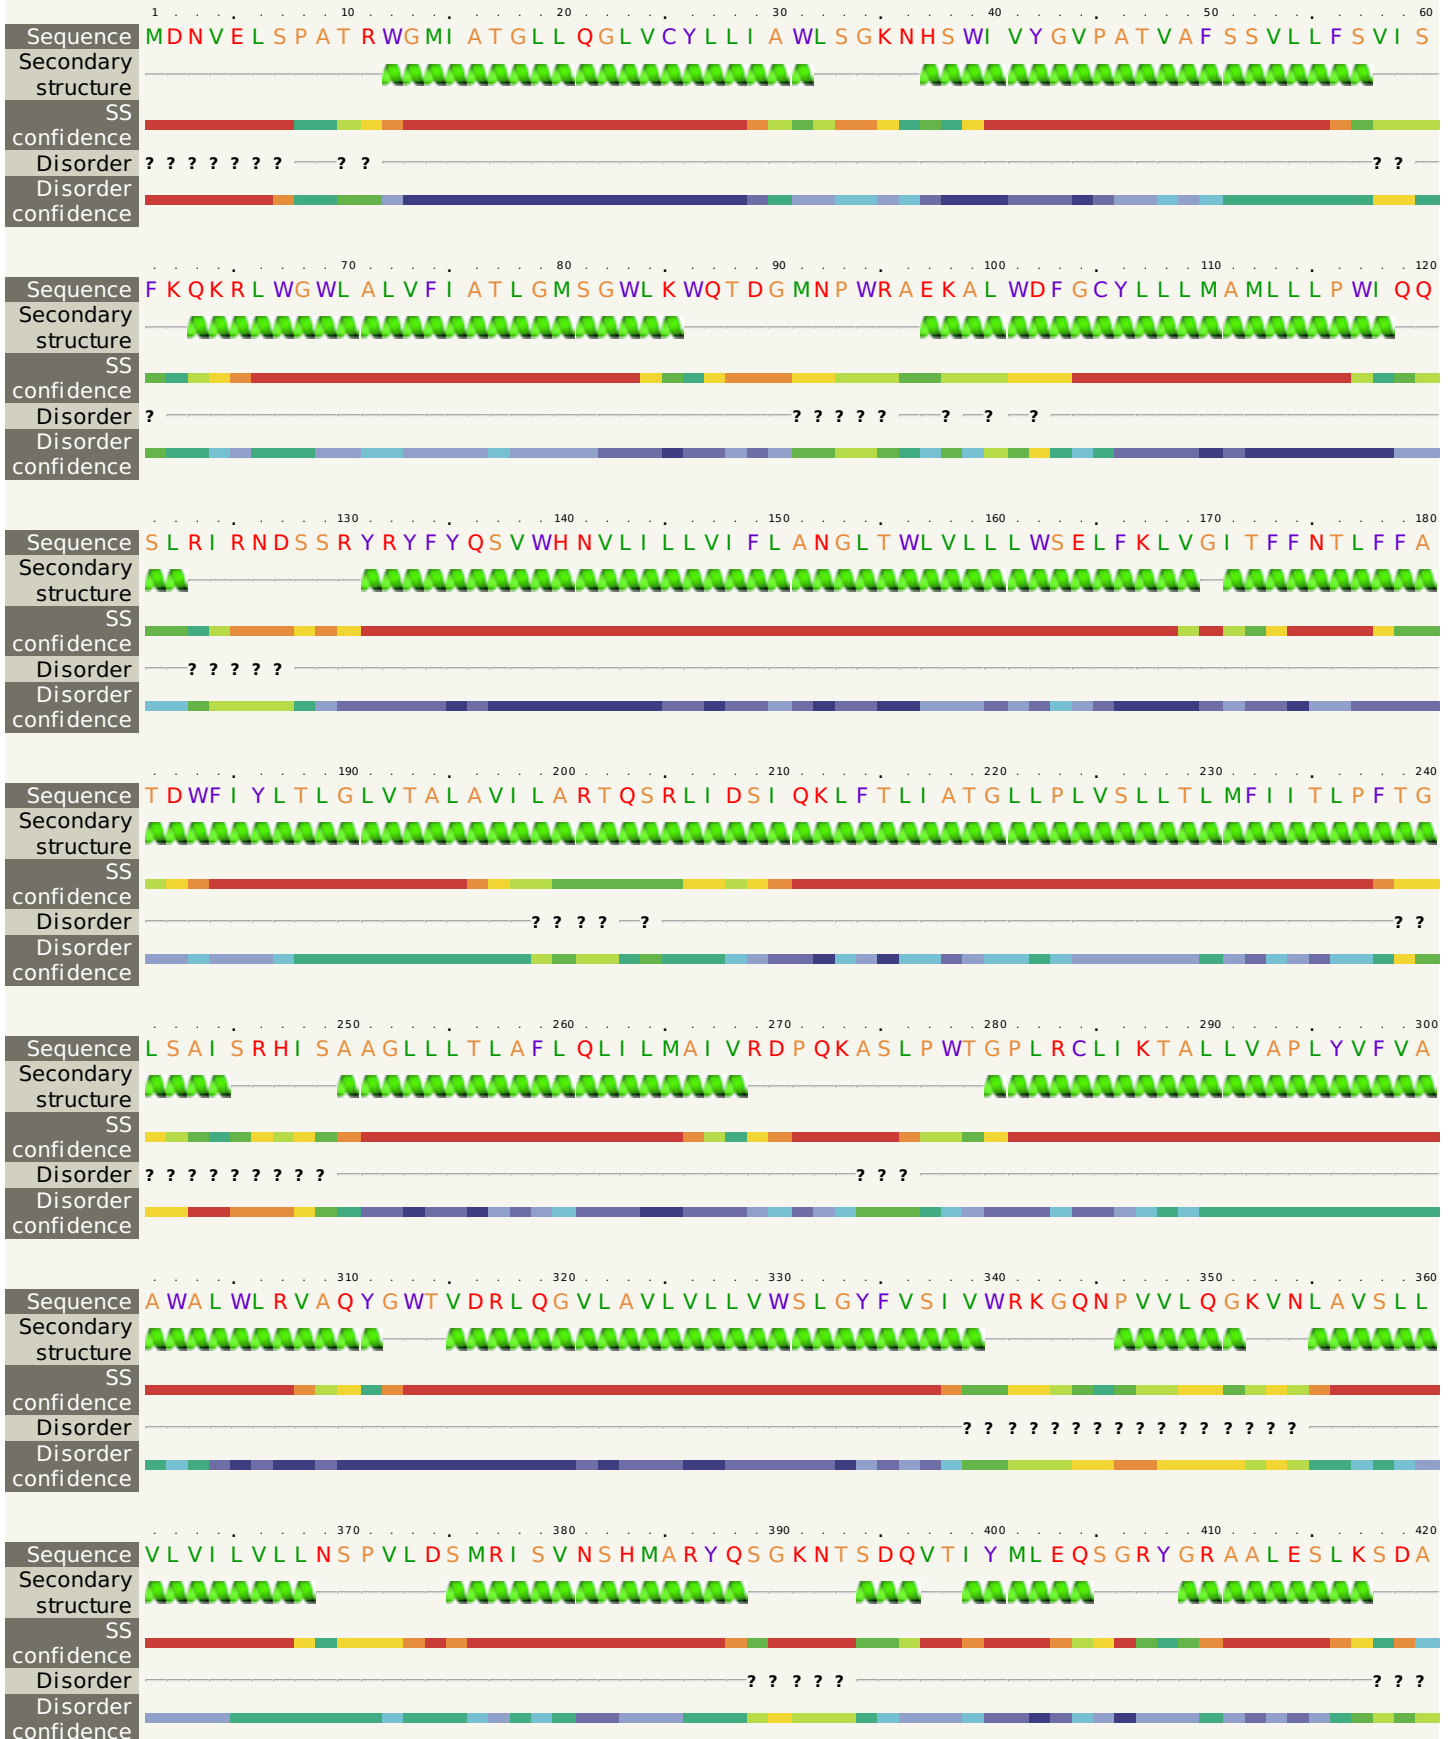 1 . . . . . . . . 10 . . . . . . . . . 20 . . . . . . . . . 30 . . . . . . . . . 40 . . . . . . . . . 50 . . . . . . . . . 60
Sequence MDNVELSPATRWGMIATGLLQGLVCYLLIAWLSGKNHSWIVYGVPATVAFSSVLLFSVIS
Secondary
structure
SS
confidence
Disorder ? ? ? ? ? ? ? ? ? ? ?
Disorder
confidence
. . . . . . . . . 70 . . . . . . . . . 80 . . . . . . . . . 90 . . . . . . . . . 100 . . . . . . . . . 110 . . . . . . . . . 120
Sequence FKQKRLWGWLALVFIATLGMSGWLKWQTDGMNPWRAEKALWDFGCYLLLMAMLLLPWIQQ
Secondary
structure
SS
confidence
Disorder ? ? ? ? ? ? ? ? ?
Disorder
confidence
. . . . . . . . . 130 . . . . . . . . . 140 . . . . . . . . . 150 . . . . . . . . . 160 . . . . . . . . . 170 . . . . . . . . . 180
Sequence SLRIRNDSSRYRYFYQSVWHNVLILLVIFLANGLTWLVLLLWSELFKLVGITFFNTLFFA
Secondary
structure
SS
confidence
Disorder ? ? ? ? ?
Disorder
confidence
. . . . . . . . . 190 . . . . . . . . . 200 . . . . . . . . . 210 . . . . . . . . . 220 . . . . . . . . . 230 . . . . . . . . . 240
Sequence TDWFIYLTLGLVTALAVILARTQSRLIDSIQKLFTLIATGLLPLVSLLTLMFIITLPFTG
Secondary
structure
SS
confidence
Disorder ? ? ? ? ? ? ?
Disorder
confidence
. . . . . . . . . 250 . . . . . . . . . 260 . . . . . . . . . 270 . . . . . . . . . 280 . . . . . . . . . 290 . . . . . . . . . 300
Sequence LSAISRHISAAGLLLTLAFLQLILMAIVRDPQKASLPWTGPLRCLIKTALLVAPLYVFVA
Secondary
structure
SS
confidence
Disorder ? ? ? ? ? ? ? ? ? ? ? ?
Disorder
confidence
. . . . . . . . . 310 . . . . . . . . . 320 . . . . . . . . . 330 . . . . . . . . . 340 . . . . . . . . . 350 . . . . . . . . . 360
Sequence AWALWLRVAQYGWTVDRLQGVLAVLVLLVWSLGYFVSIVWRKGQNPVVLQGKVNLAVSLL
Secondary
structure
SS
confidence
Disorder ? ? ? ? ? ? ? ? ? ? ? ? ? ? ? ?
Disorder
confidence
. . . . . . . . . 370 . . . . . . . . . 380 . . . . . . . . . 390 . . . . . . . . . 400 . . . . . . . . . 410 . . . . . . . . . 420
Sequence VLVILVLLNSPVLDSMRISVNSHMARYQSGKNTSDQVTIYMLEQSGRYGRAALESLKSDA
Secondary
structure
SS
confidence
Disorder ? ? ? ? ? ? ? ?
Disorder
confidence